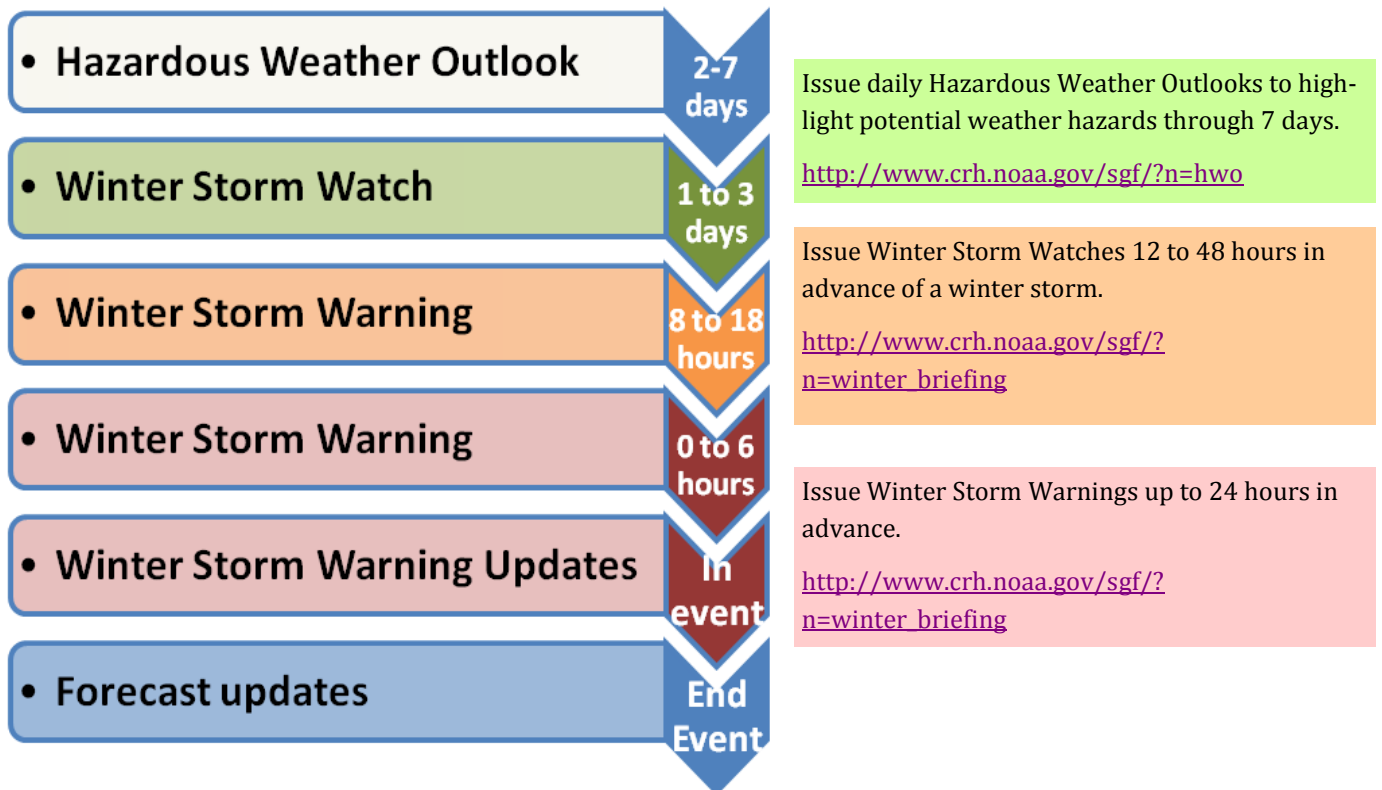 • Hazardous Weather Outlook
2-7
days
• Winter Storm Watch
1 to 3
days
• Winter Storm Warning
8 to 18
hours
• Winter Storm Warning
0 to 6
hours
• Winter Storm Warning Updates
In
event
• Forecast updates
End
Event
Issue daily Hazardous Weather Outlooks to high-
light potential weather hazards through 7 days.
http://www.crh.noaa.gov/sgf/?n=hwo
Issue Winter Storm Watches 12 to 48 hours in
advance of a winter storm.
http://www.crh.noaa.gov/sgf/?
n=winter_briefing
Issue Winter Storm Warnings up to 24 hours in
advance.
http://www.crh.noaa.gov/sgf/?
n=winter_briefing